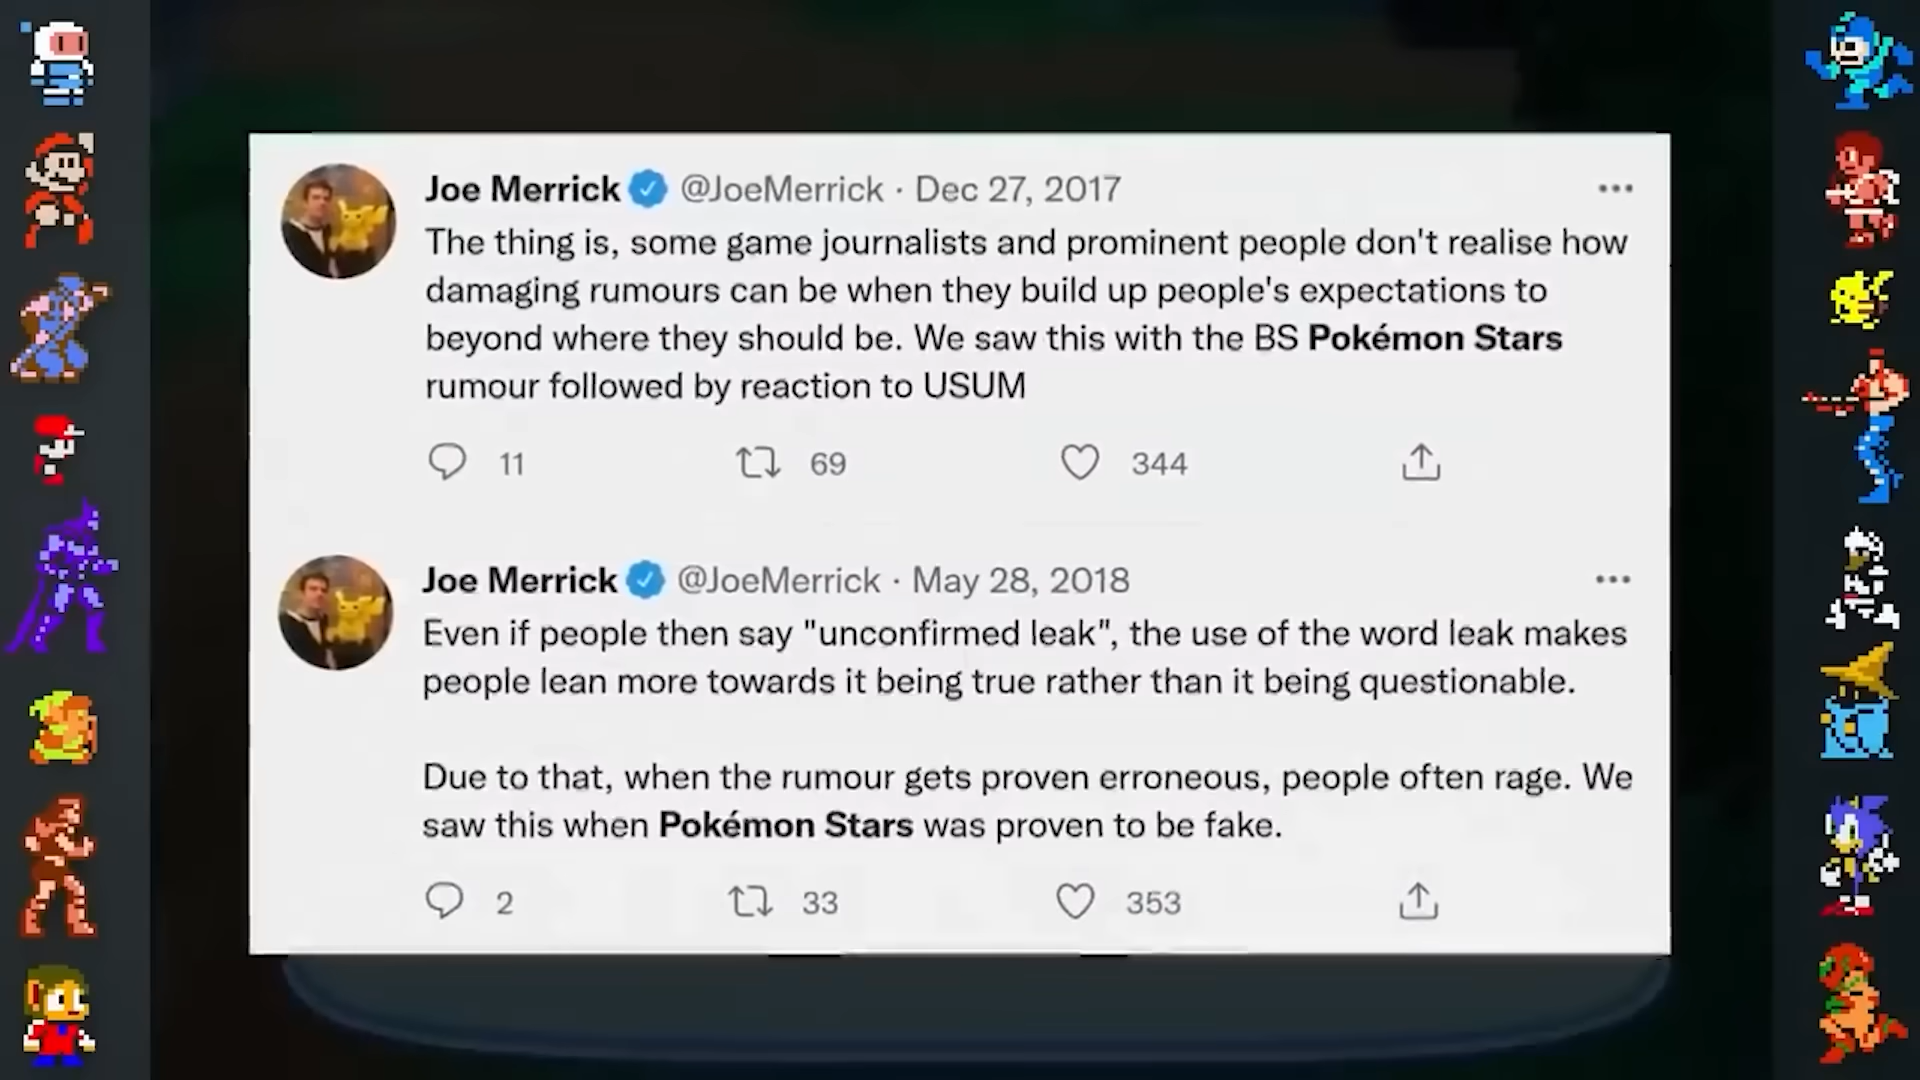 Joe Merrick @JoeMerrick · Dec 27, 2017
The thing is, some game journalists and prominent people don't realise how
damaging rumours can be when they build up people's expectations to
beyond where they should be. We saw this with the BS Pokémon Stars
rumour followed by reaction to USUM
11 69 344
Joe Merrick @JoeMerrick · May 28, 2018
Even if people then say "unconfirmed leak", the use of the word leak makes
people lean more towards it being true rather than it being questionable.
Due to that, when the rumour gets proven erroneous, people often rage. We
saw this when Pokémon Stars was proven to be fake.
2 33 353